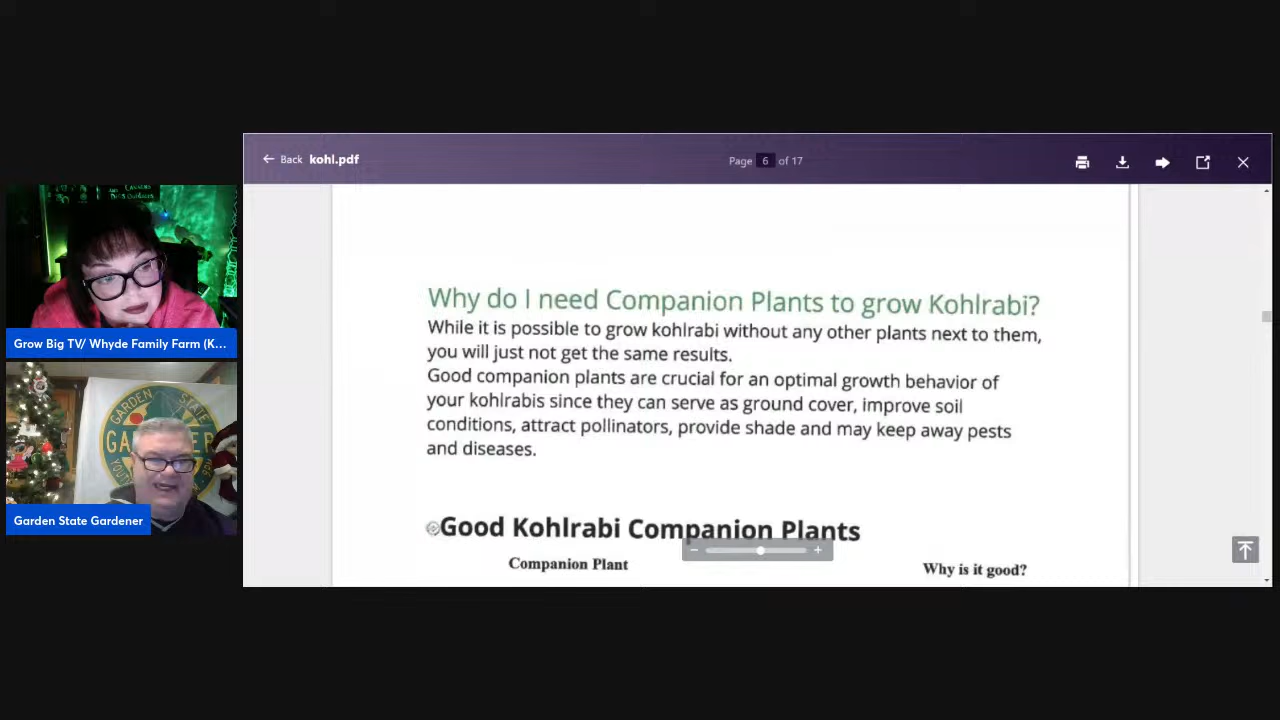 Back kohl.pdf
Page 6 of 17
Why do I need Companion Plants to grow Kohlrabi?
While it is possible to grow kohlrabi without any other plants next to them,
you will just not get the same results.
Good companion plants are crucial for an optimal growth behavior of
your kohlrabis since they can serve as ground cover, improve soil
conditions, attract pollinators, provide shade and may keep away pests
and diseases.
Good Kohlrabi Companion Plants
Companion Plant Why is it good?
Grow Big TV/ Whyde Family Farm (K...
GARDEN STATE
Garden State Gardener